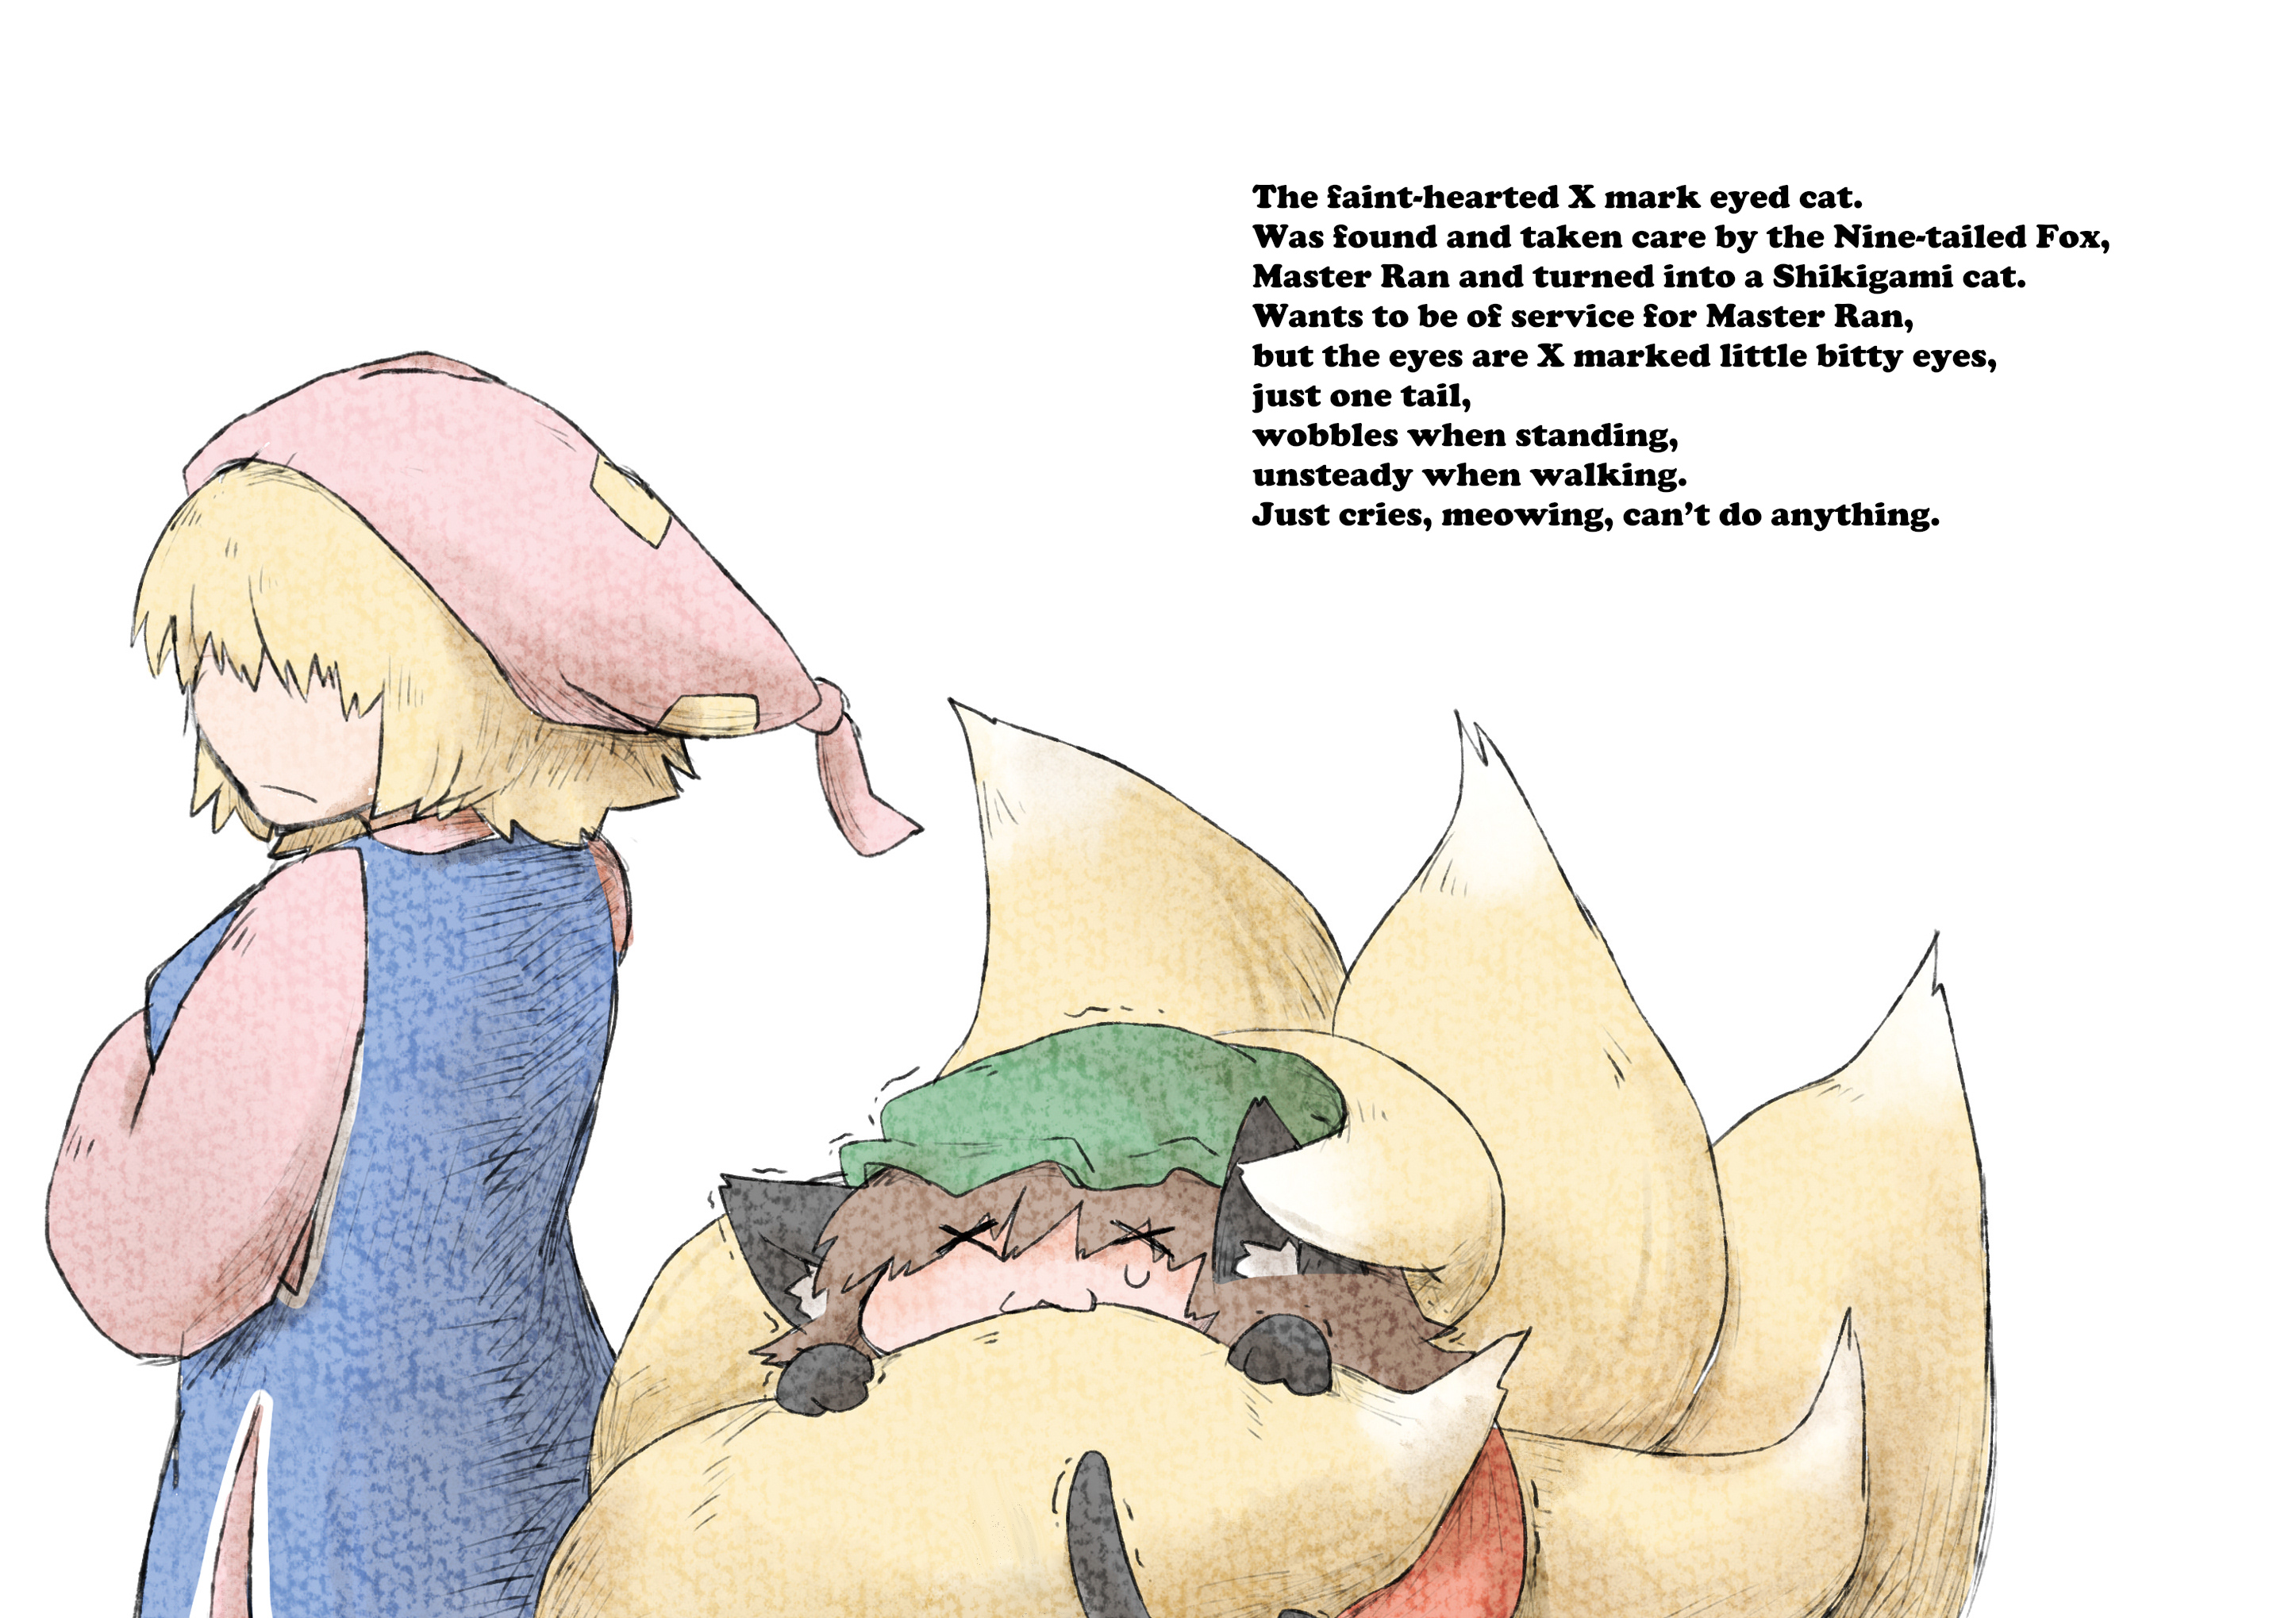 The faint-hearted X mark eyed cat.
Was found and taken care by the Nine-tailed Fox,
Master Ran and turned into a Shikigami cat.
Wants to be of service for Master Ran,
but the eyes are X marked little bitty eyes,
just one tail,
wobbles when standing,
unsteady when walking.
Just cries, meowing, can’t do anything.